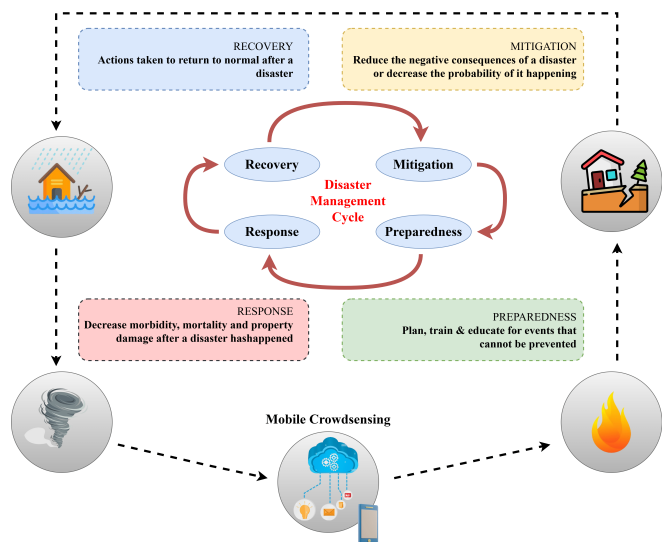 RECOVERY
Actions taken to return to normal after a
disaster
MITIGATION
Reduce the negative consequences of a disaster
or decrease the probability of it happening
Recovery
Mitigation
Disaster
Management
Cycle
Response
Preparedness
RESPONSE
Decrease morbidity, mortality and property
damage after a disaster hashappened
PREPAREDNESS
Plan, train & educate for events that
cannot be prevented
Mobile Crowdsensing